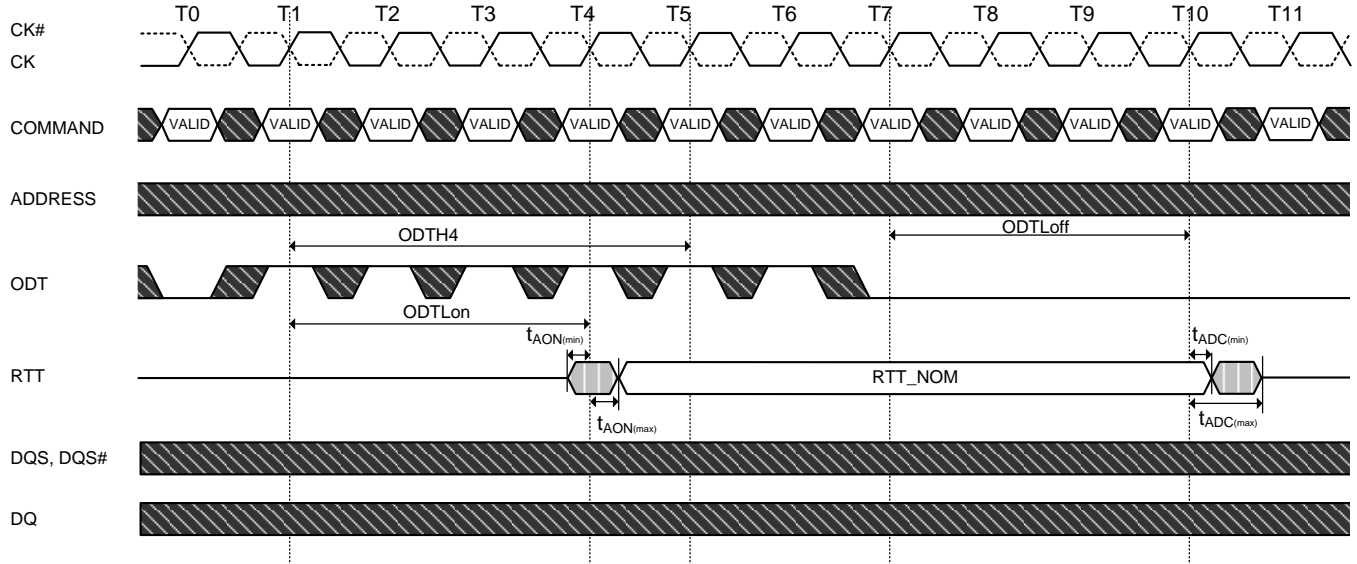 T0 T1 T2 T3 T4 T5 T6 T7 T8 T9 T10 T11
CK#
CK
COMMAND VALID VALID VALID VALID VALID VALID VALID VALID VALID VALID VALID VALID
ADDRESS
ODTH4 ODTLoff
ODT
ODTLon
tAON(min) tADC(min)
RTT RTT_NOM
tAON(max) tADC(max)
DQS, DQS#
DQ